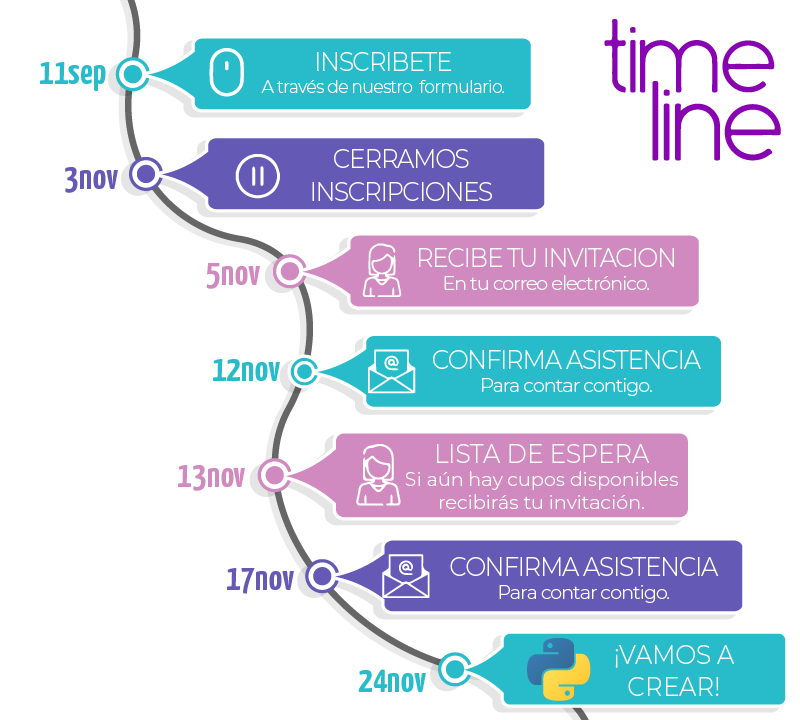 time
line
11sep
INSCRIBETE
A través de nuestro formulario.
3nov
CERRAMOS
INSCRIPCIONES
5nov
RECIBE TU INVITACION
En tu correo electrónico.
12nov
CONFIRMA ASISTENCIA
Para contar contigo.
13nov
LISTA DE ESPERA
Si aún hay cupos disponibles
recibirás tu invitación.
17nov
CONFIRMA ASISTENCIA
Para contar contigo.
24nov
¡VAMOS A
CREAR!